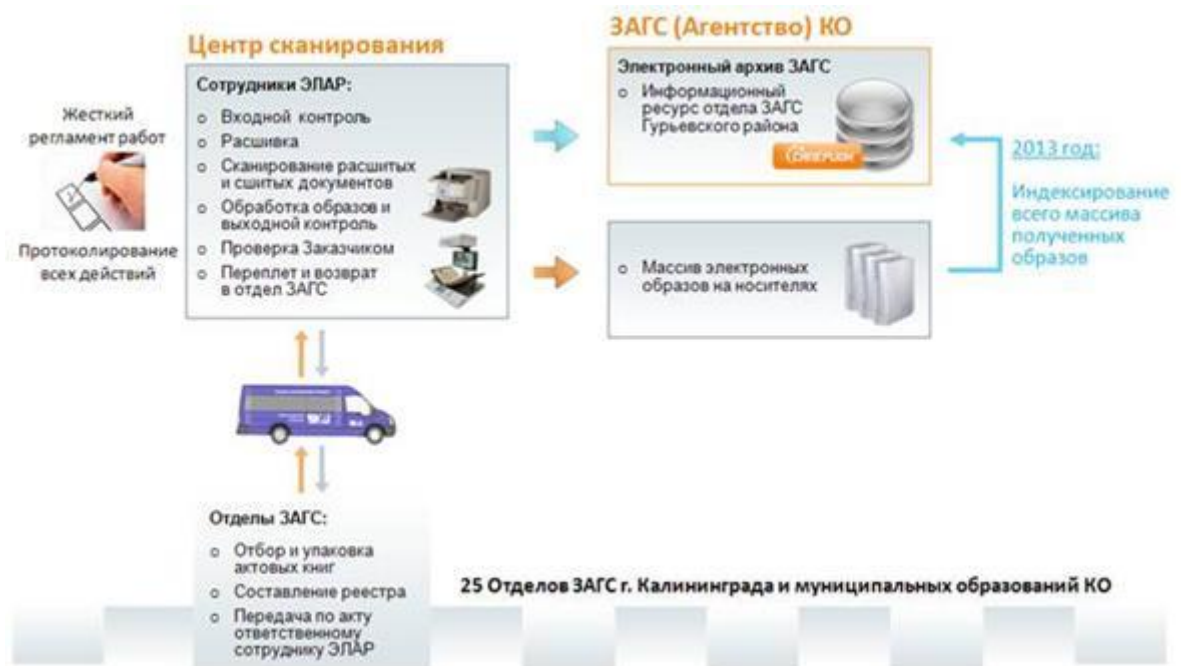 Центр сканирования
Сотрудники ЭЛАР:
Входной контроль
Расшивка
Сканирование расшитых
и сшитых документов
Обработка образов и
выходной контроль
Проверка Заказчиком
Переплет и возврат
в отдел ЗАГС
Жесткий
регламент работ
Протоколирование
всех действий
ЗАГС (Агентство) КО
Электронный архив ЗАГС
Информационный
ресурс отдела ЗАГС
Гурьевского района
Массив электронных
образов на носителях
2013 год:
Индексирование
всего массива
полученных
образов
Отделы ЗАГС:
Отбор и упаковка
актовых книг
Составление реестра
Передача по акту
ответственному
сотруднику ЭЛАР
25 Отделов ЗАГС г. Калининграда и муниципальных образований КО